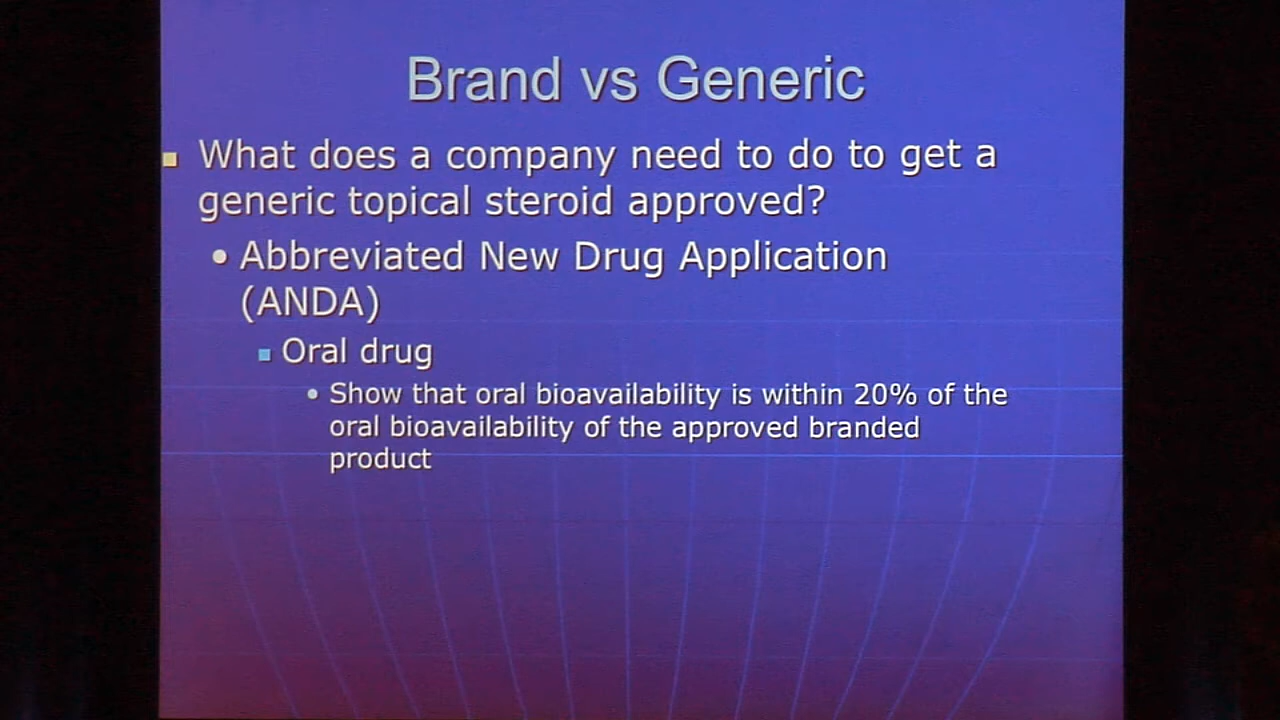 Brand vs Generic
What does a company need to do to get a
generic topical steroid approved?
Abbreviated New Drug Application
(ANDA)
Oral drug
Show that oral bioavailability is within 20% of the
oral bioavailability of the approved branded
product